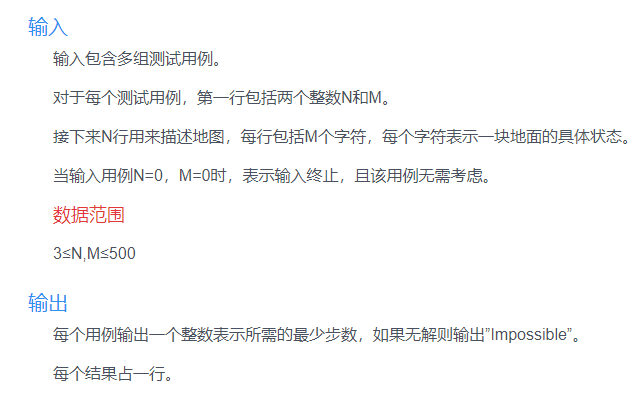 输入
输入包含多组测试用例。
对于每个测试用例，第一行包括两个整数N和M。
接下来N行用来描述地图，每行包括M个字符，每个字符表示一块地面的具体状态。
当输入用例N=0，M=0时，表示输入终止，且该用例无需考虑。
数据范围
3≤N,M≤500
输出
每个用例输出一个整数表示所需的最少步数，如果无解则输出”Impossible”。
每个结果占一行。